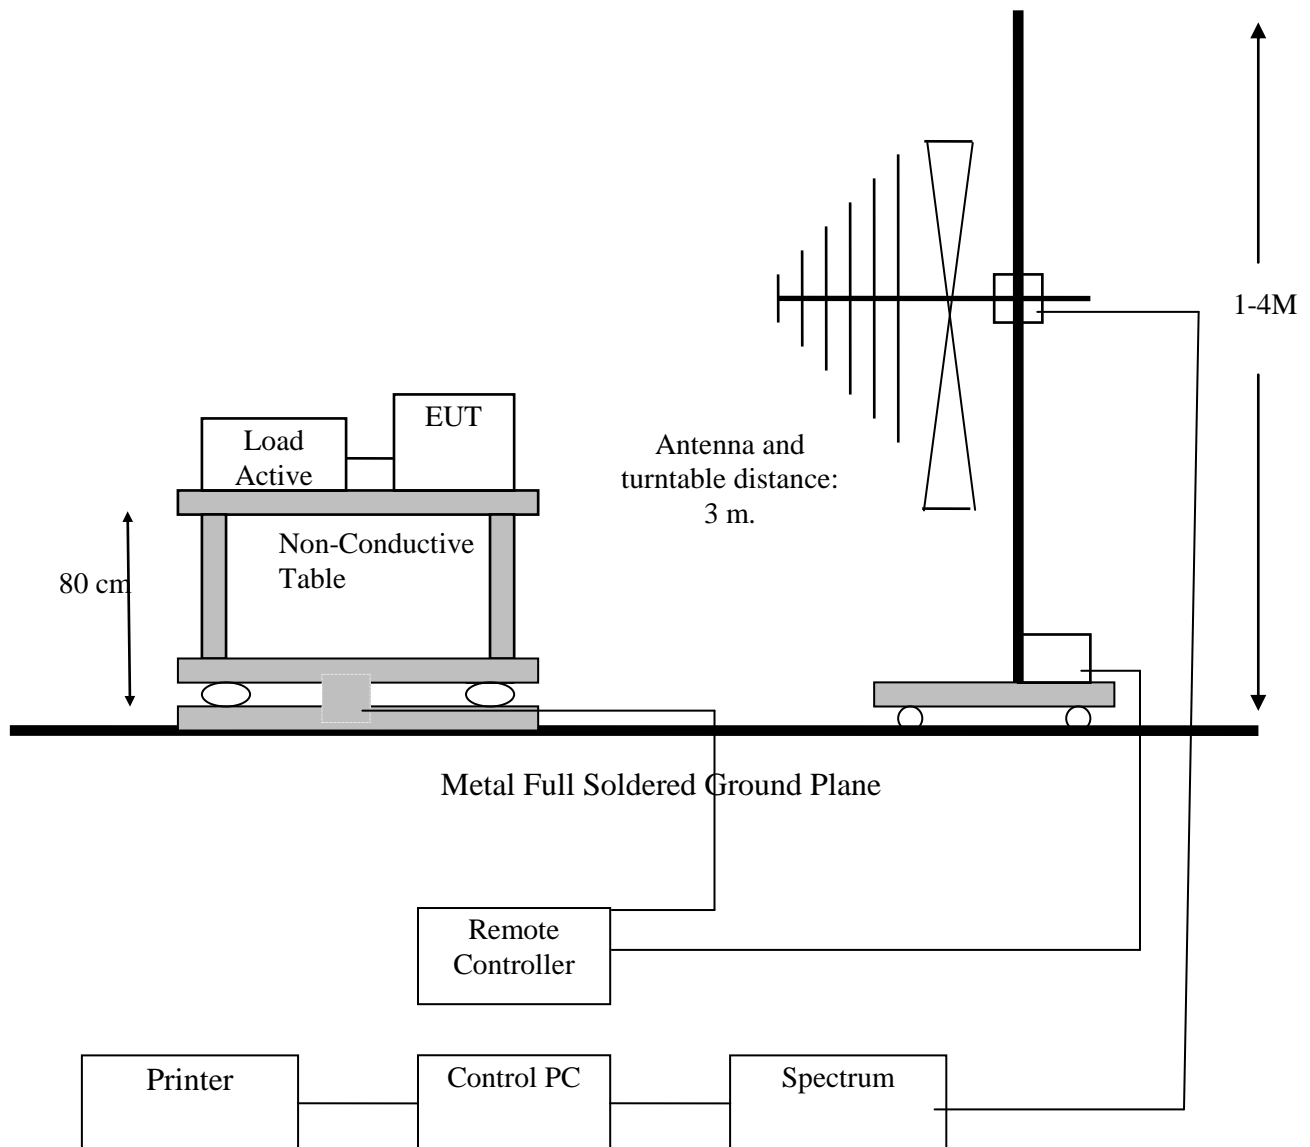 1-4M
EUT
Load
Active
Antenna and
turntable distance:
3 m.
Non-Conductive
Table
80 cm
Metal Full Soldered Ground Plane
Remote
Controller
Printer
Control PC
Spectrum